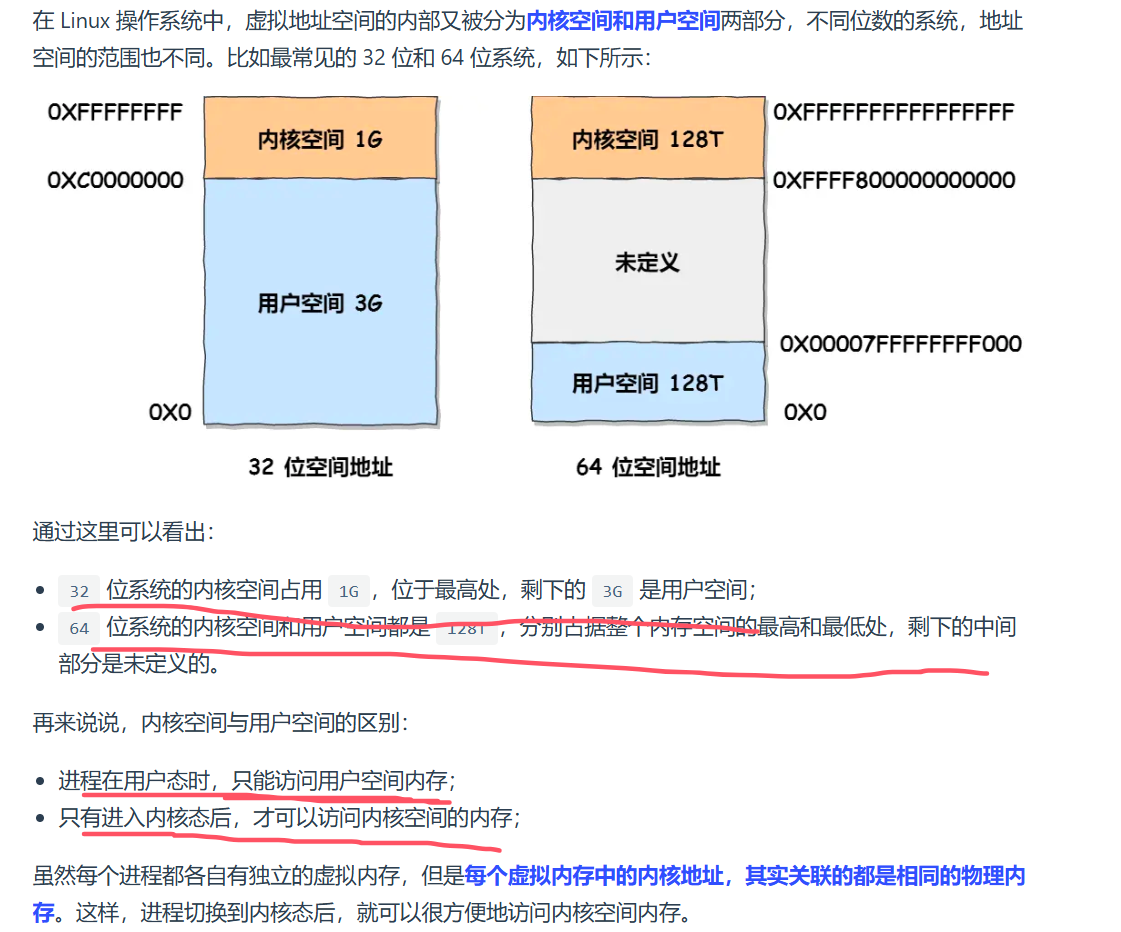 在 Linux 操作系统中，虚拟地址空间的内部又被分为内核空间和用户空间两部分，不同位数的系统，地址
空间的范围也不同。比如最常见的 32 位和 64 位系统，如下所示：
0XFFFFFFFF
内核空间 1G
0XC0000000
用户空间 3G
0X0
32 位空间地址
内核空间 128T
0XFFFFFFFFFFFFFFFF
0XFFFF800000000000
未定义
0X00007FFFFFFFF000
用户空间 128T
0X0
64 位空间地址
通过这里可以看出：
32 位系统的内核空间占用 1G ，位于最高处，剩下的 3G 是用户空间；
64 位系统的内核空间和用户空间都是 128T ，分别占据整个内存空间的最高和最低处，剩下的中间
部分是未定义的。
再来说说，内核空间与用户空间的区别：
进程在用户态时，只能访问用户空间内存；
只有进入内核态后，才可以访问内核空间的内存；
虽然每个进程都各自有独立的虚拟内存，但是每个虚拟内存中的内核地址，其实关联的都是相同的物理内
存。这样，进程切换到内核态后，就可以很方便地访问内核空间内存。